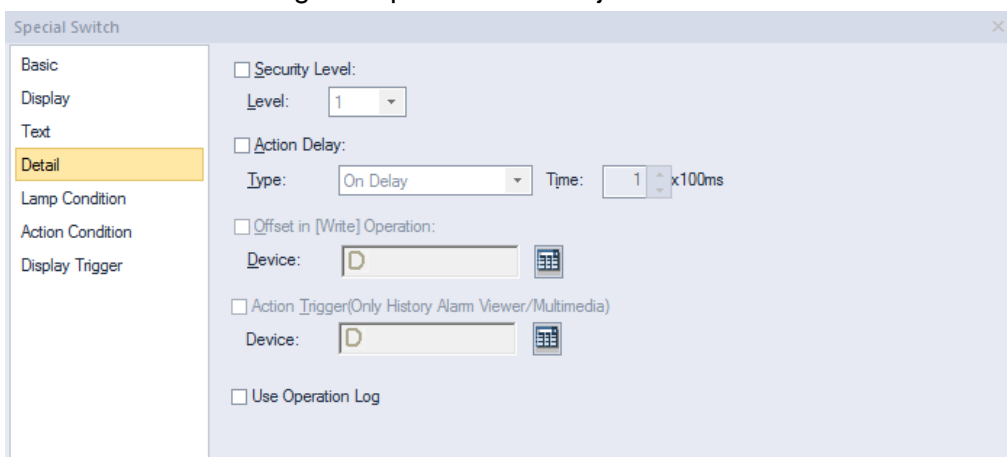 Special Switch
Basic
Display
Text
Detail
Lamp Condition
Action Condition
Display Trigger
Security Level:
Level: 1
Action Delay:
Type: On Delay Time: 1 x100ms
Offset in [Write] Operation:
Device: D
Action Trigger(Only History Alarm Viewer/Multimedia)
Device: D
Use Operation Log